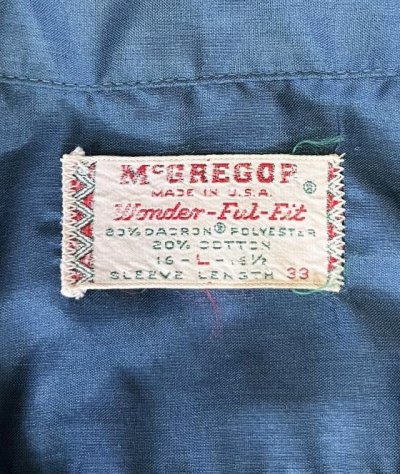 McGREGOR®
MADE IN U.S.A.
Wonder-Ful-Fit
80% DACRON® POLYESTER
20% COTTON
16 - L - 16½
SLEEVE LENGTH 33